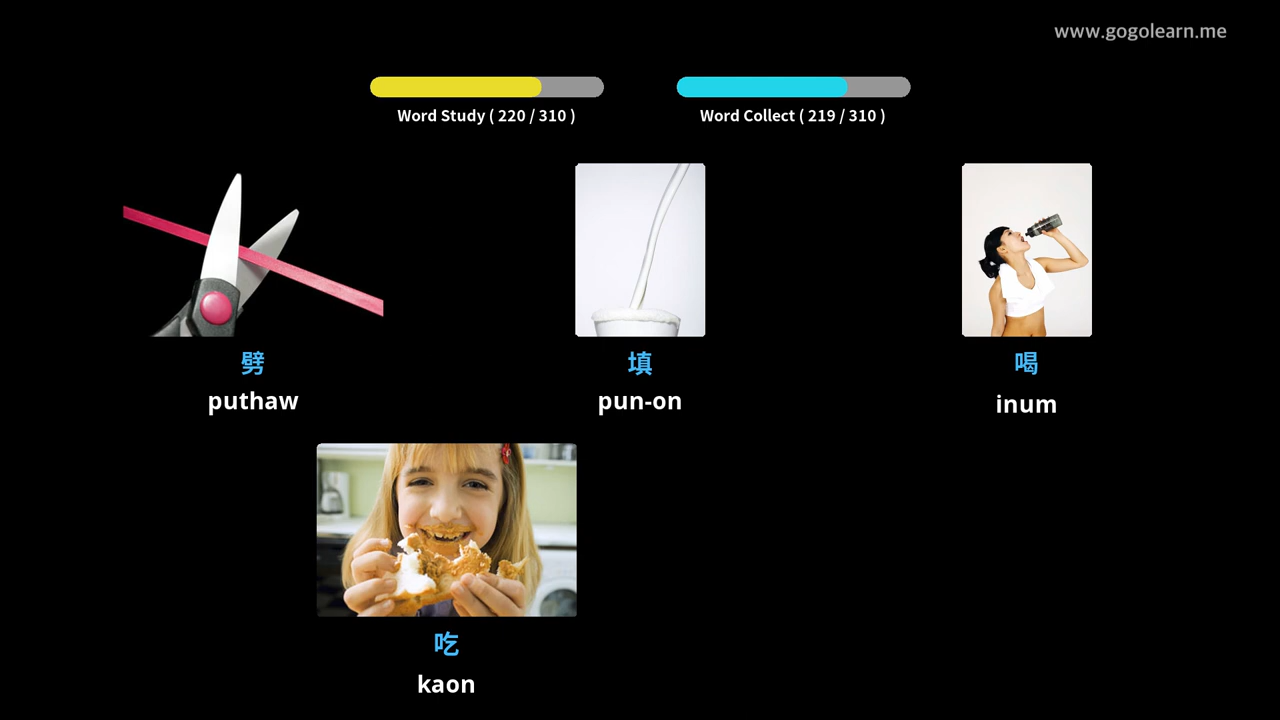 www.gogolearn.me
Word Study ( 220 / 310 )
Word Collect ( 219 / 310 )
劈
puthaw
填
pun-on
喝
inum
吃
kaon